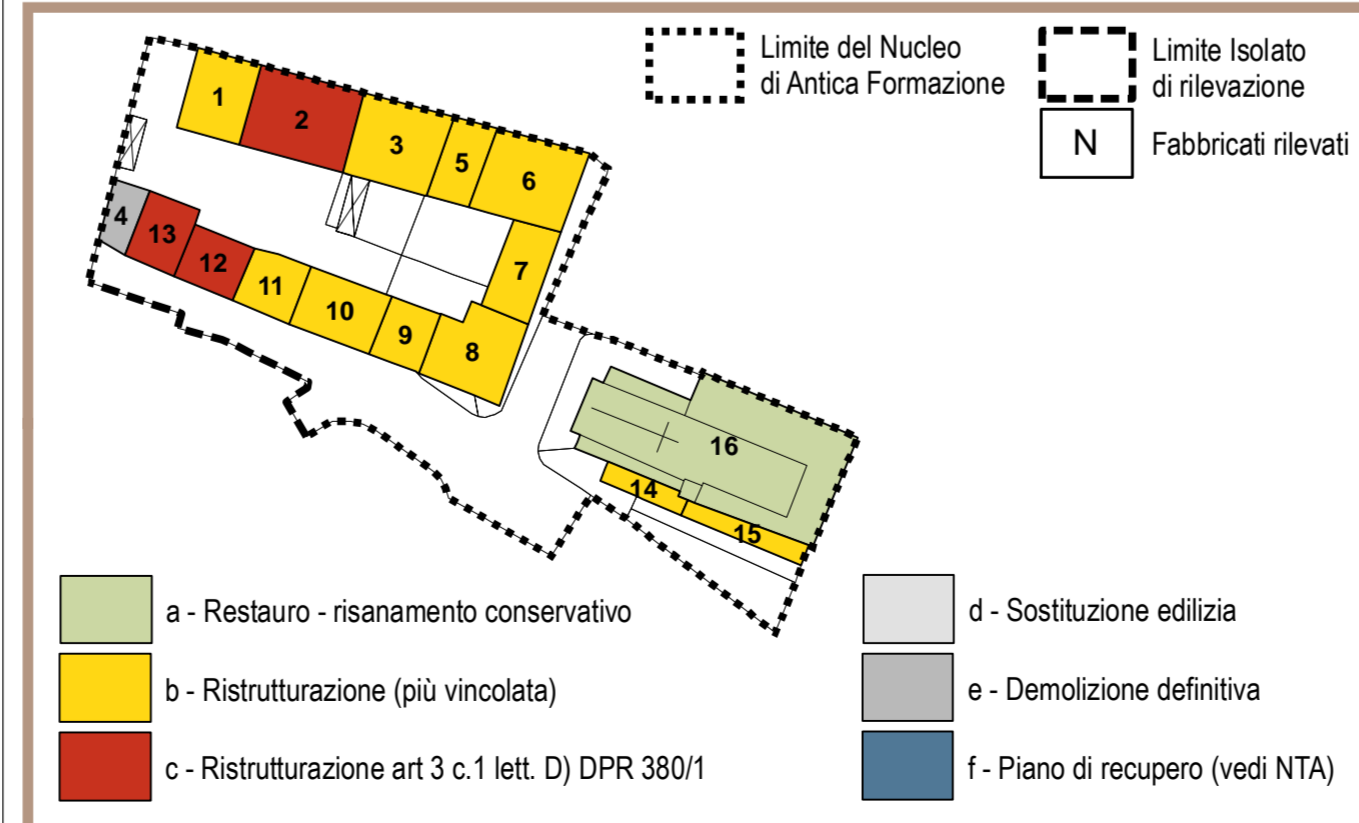 Limite del Nucleo
di Antica Formazione
Limite Isolato
di rilevazione
N
Fabbricati rilevati
1
2
3
5
6
4
13
12
11
10
9
8
7
16
14
15
a - Restauro - risanamento conservativo
b - Ristrutturazione (più vincolata)
c - Ristrutturazione art 3 c.1 lett. D) DPR 380/1
d - Sostituzione edilizia
e - Demolizione definitiva
f - Piano di recupero (vedi NTA)